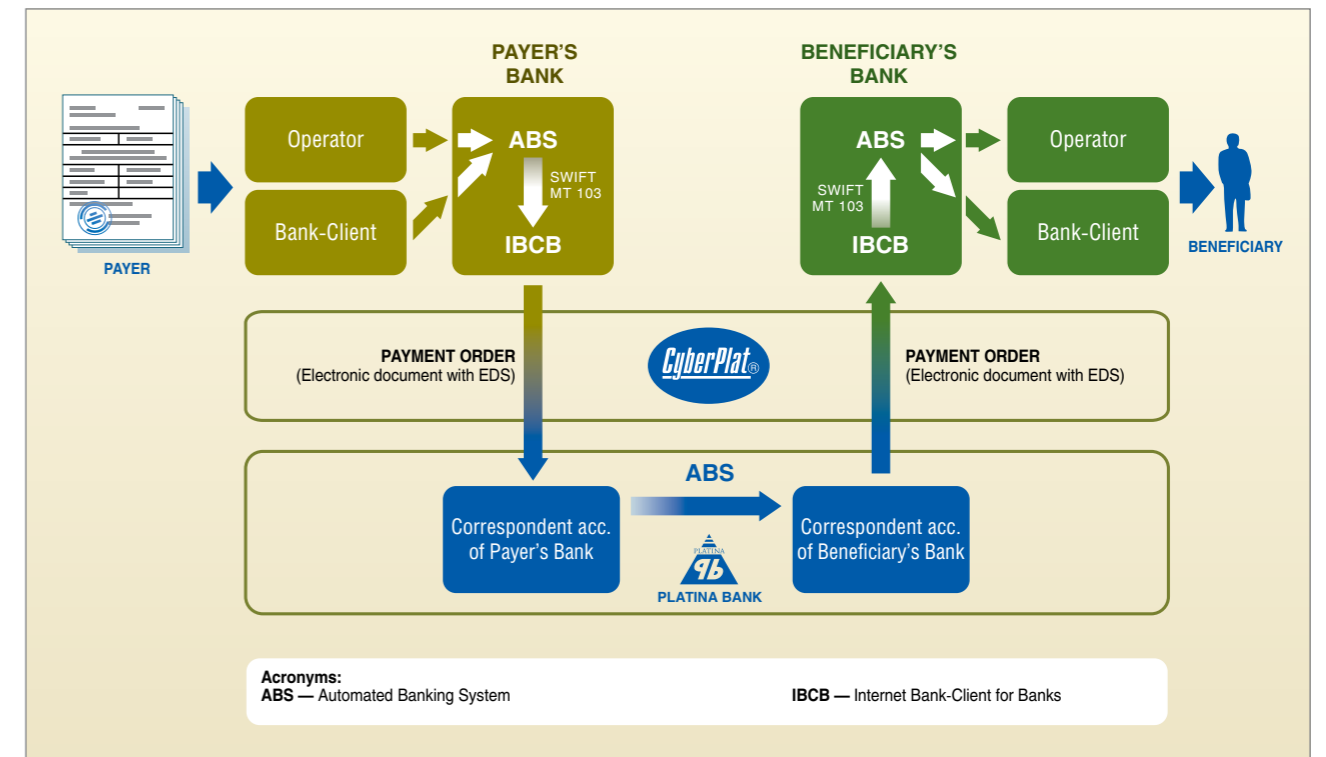 PAYER'S
BANK
BENEFICIARY'S
BANK
Operator
Bank-Client
PAYER
ABS
SWIFT
MT 103
IBCB
ABS
SWIFT
MT 103
IBCB
Operator
Bank-Client
BENEFICIARY
PAYMENT ORDER
(Electronic document with EDS)
CyberPlat®
PAYMENT ORDER
(Electronic document with EDS)
Correspondent acc.
of Payer's Bank
ABS
PLATINA
pb
PLATINA BANK
Correspondent acc.
of Beneficiary's Bank
Acronyms:
ABS — Automated Banking System
IBCB — Internet Bank-Client for Banks